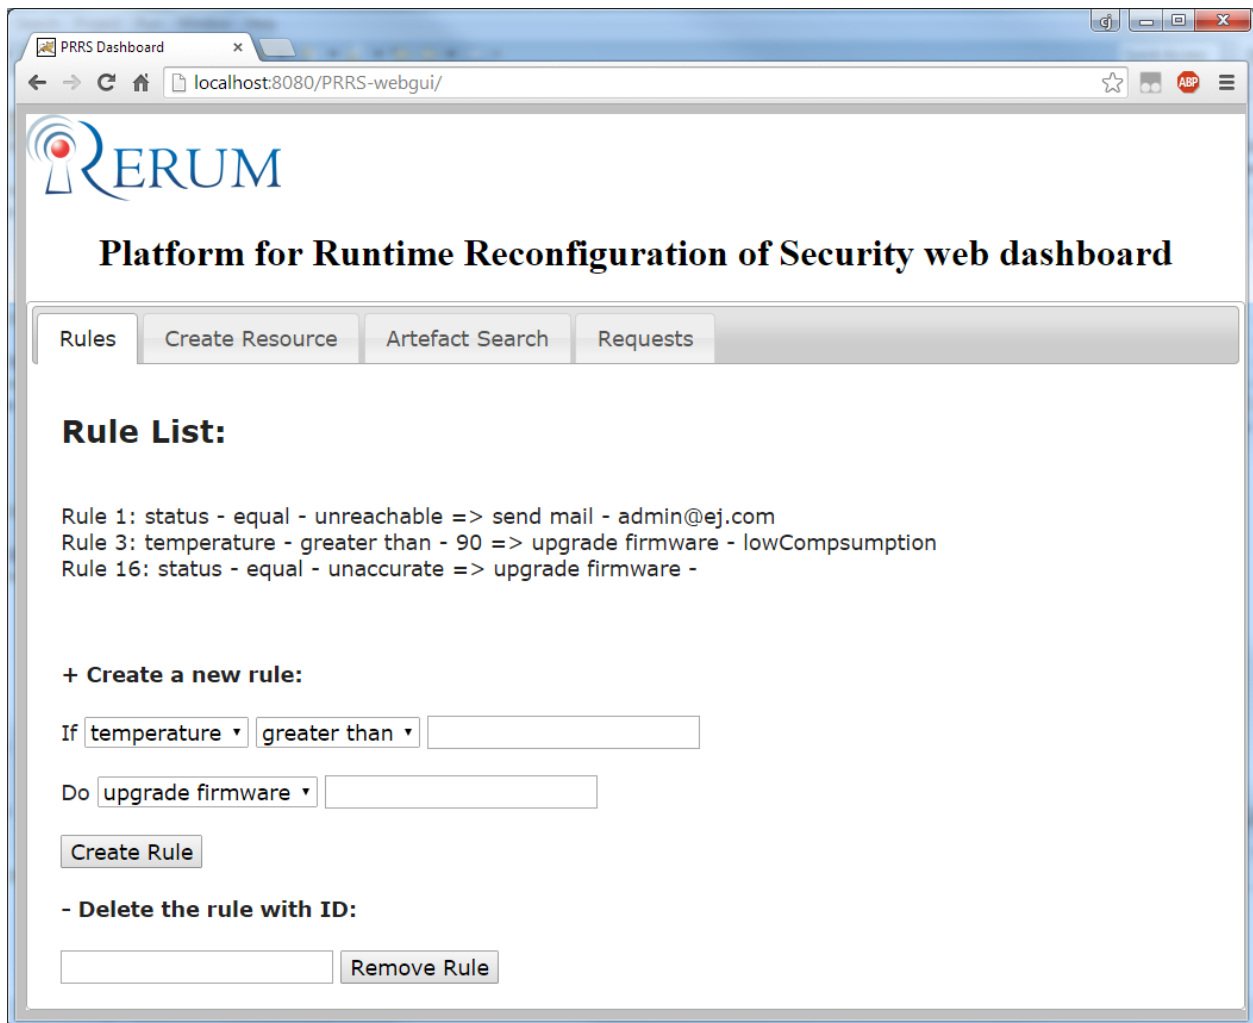 PRRS Dashboard
localhost:8080/PRRS-webgui/
ABP
RERUM
Platform for Runtime Reconfiguration of Security web dashboard
Rules Create Resource Artefact Search Requests
Rule List:
Rule 1: status - equal - unreachable => send mail - admin@ej.com
Rule 3: temperature - greater than - 90 => upgrade firmware - lowCompsumption
Rule 16: status - equal - unaccurate => upgrade firmware -
+ Create a new rule:
If temperature greater than
Do upgrade firmware
Create Rule
- Delete the rule with ID:
Remove Rule